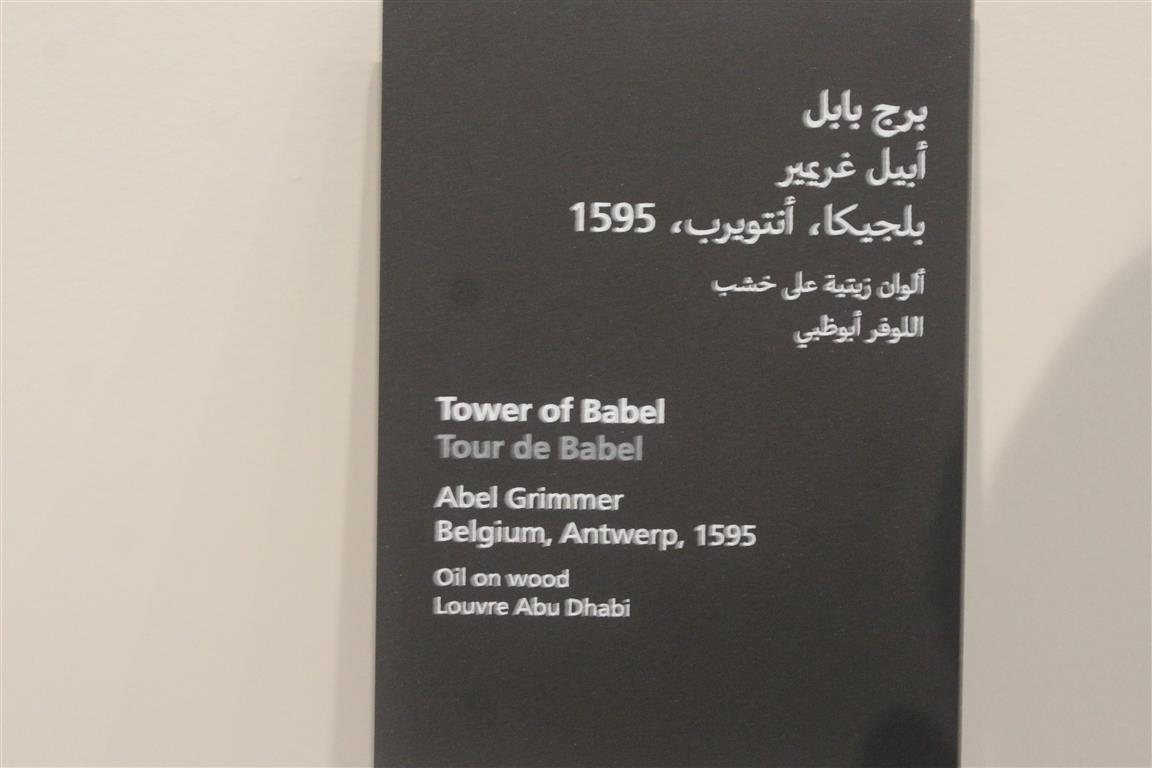 برج بابل
أبيل غريمير
بلجيكا، أنتويرب، 1595
ألوان زيتية على خشب
اللوفر أبوظبي
Tower of Babel
Tour de Babel
Abel Grimmer
Belgium, Antwerp, 1595
Oil on wood
Louvre Abu Dhabi